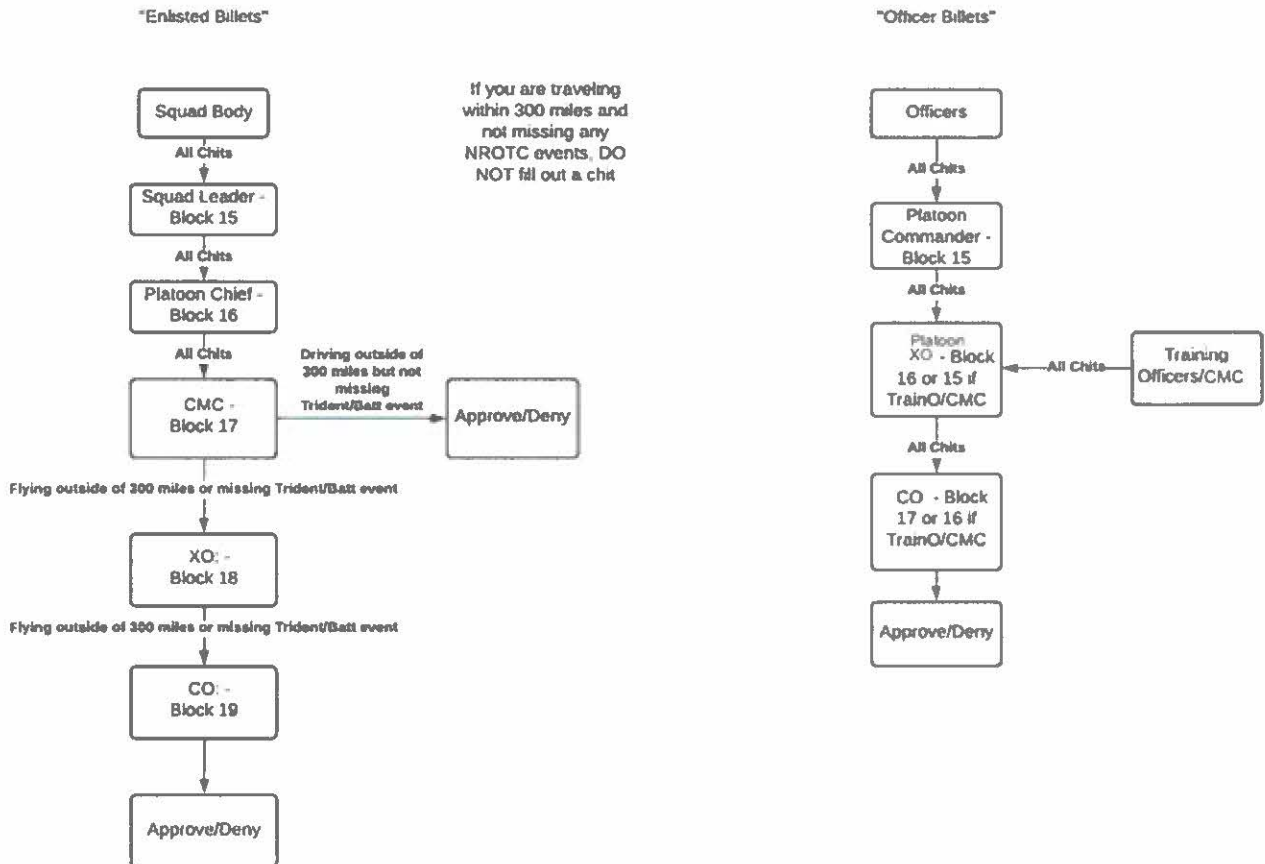 "Enlisted Billets"
Squad Body
All Chits
Squad Leader -
Block 15
All Chits
Platoon Chief -
Block 16
All Chits
CMC -
Block 17
Driving outside of
300 miles but not
missing
Trident/Batt event
Approve/Deny
Flying outside of 300 miles or missing Trident/Batt event
XO: -
Block 18
Flying outside of 300 miles or missing Trident/Batt event
CO: -
Block 19
Approve/Deny
If you are traveling
within 300 miles and
not missing any
NROTC events, DO
NOT fill out a chit
"Officer Billets"
Officers
All Chits
Platoon
Commander -
Block 15
All Chits
Platoon
XO - Block
16 or 15 if
TrainO/CMC
All Chits
Training
Officers/CMC
All Chits
CO - Block
17 or 16 if
TrainO/CMC
Approve/Deny